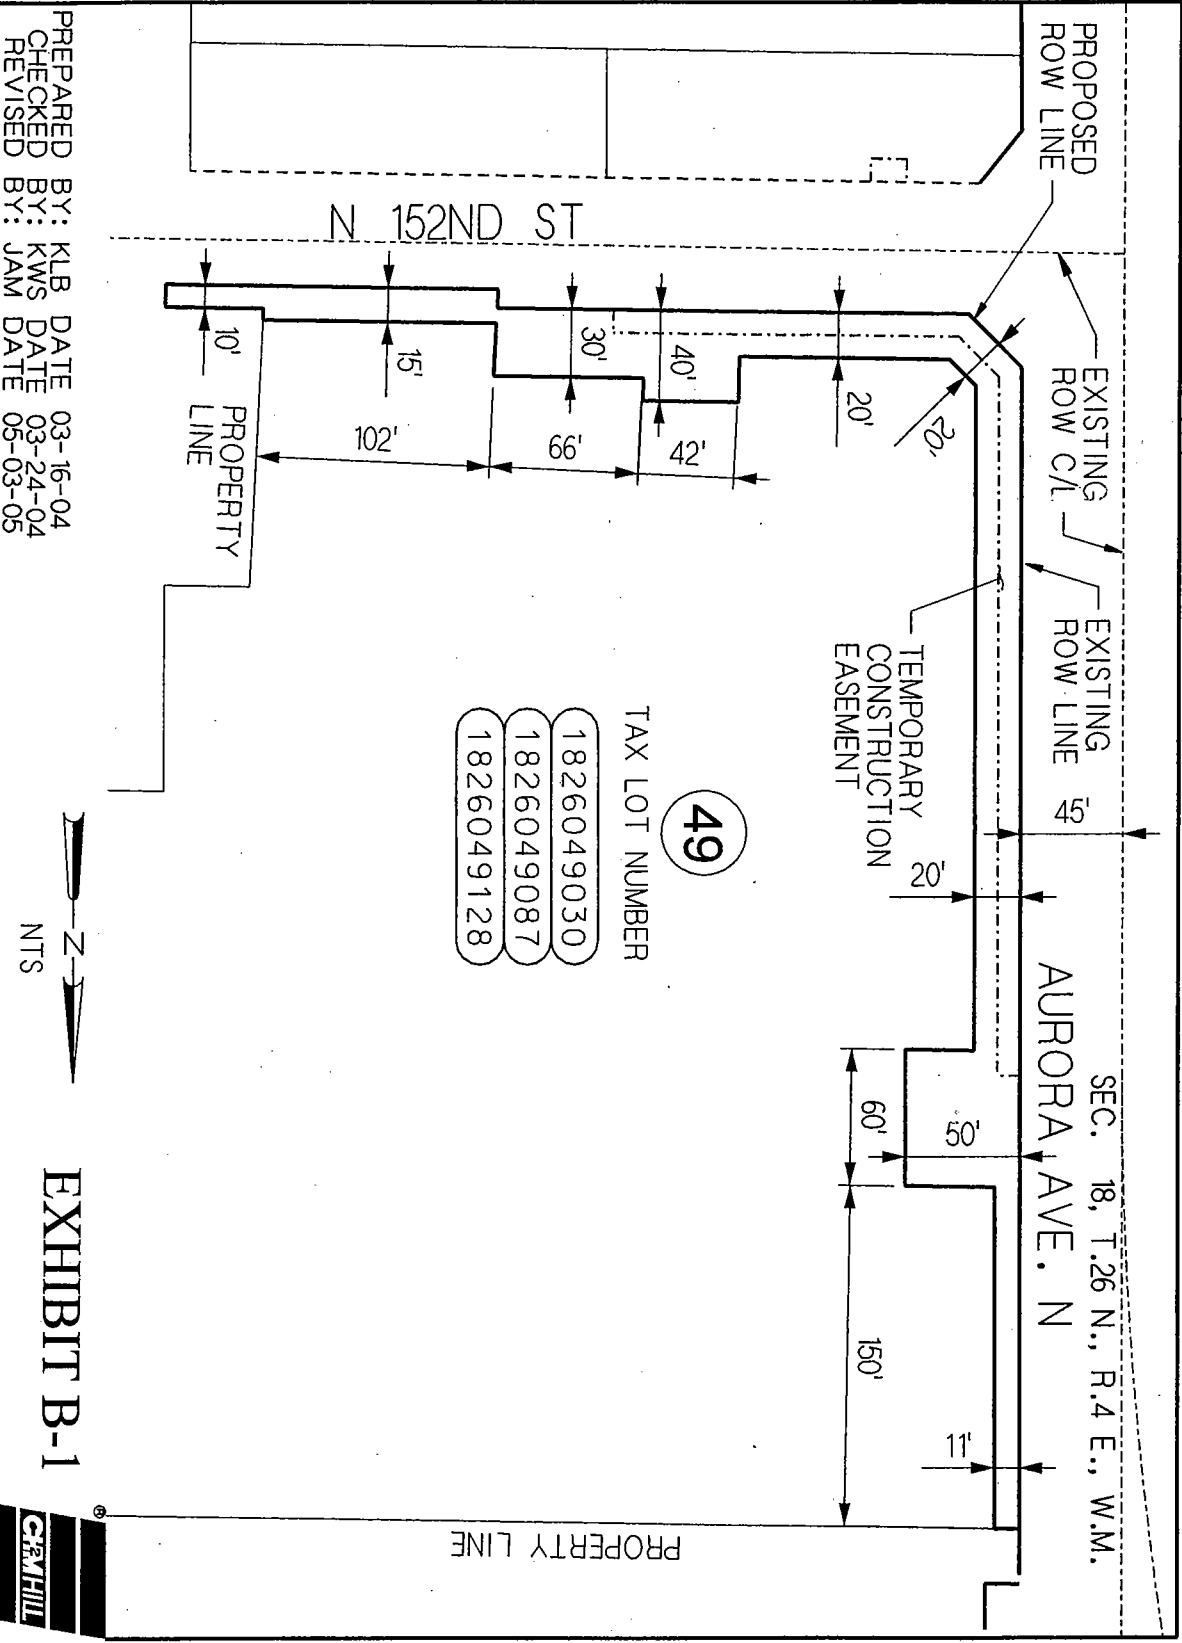 SEC. 18, T.26 N., R.4 E., W.M.
PROPOSED
ROW LINE
EXISTING
ROW C/L
EXISTING
ROW LINE
45'
AURORA AVE. N
N 152ND ST
20'
20'
20'
50'
11'
60'
150'
TEMPORARY
CONSTRUCTION
EASEMENT
40'
30'
15'
10'
42'
66'
102'
PROPERTY
LINE
49
TAX LOT NUMBER
1826049030
1826049087
1826049128
PROPERTY LINE
N
NTS
PREPARED BY: KLB DATE 03-16-04
CHECKED BY: KWS DATE 03-24-04
REVISED BY: JAM DATE 05-03-05
EXHIBIT B-1
CH2MHILL
®